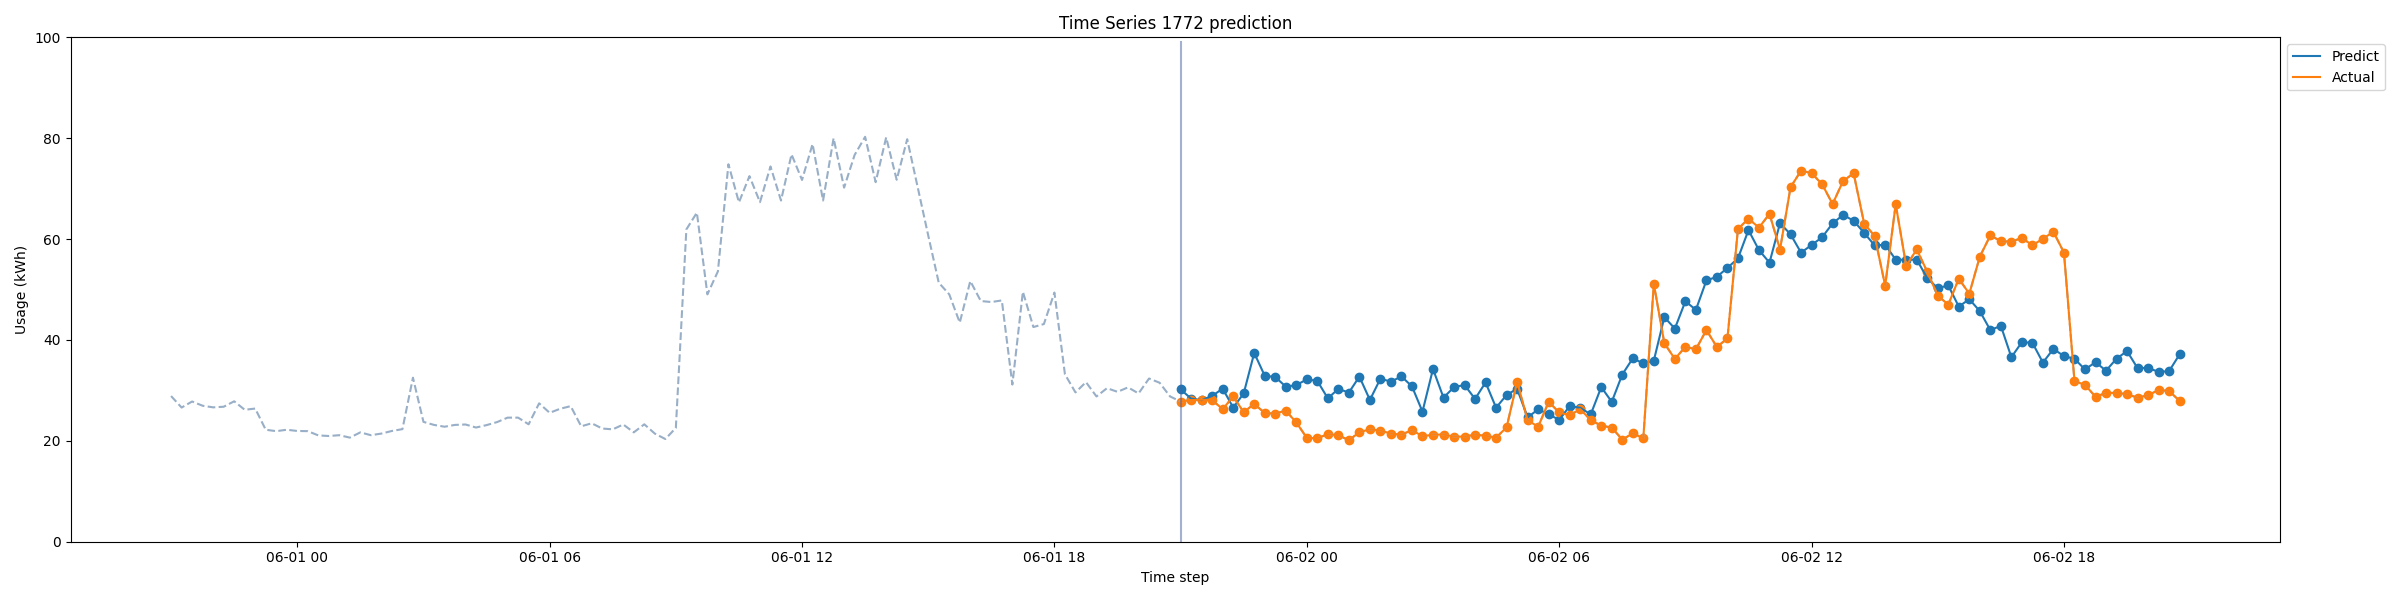 Time Series 1772 prediction
Predict
Actual
Usage (kWh)
100
80
60
40
20
0
06-01 00
06-01 06
06-01 12
06-01 18
06-02 00
06-02 06
06-02 12
06-02 18
Time step